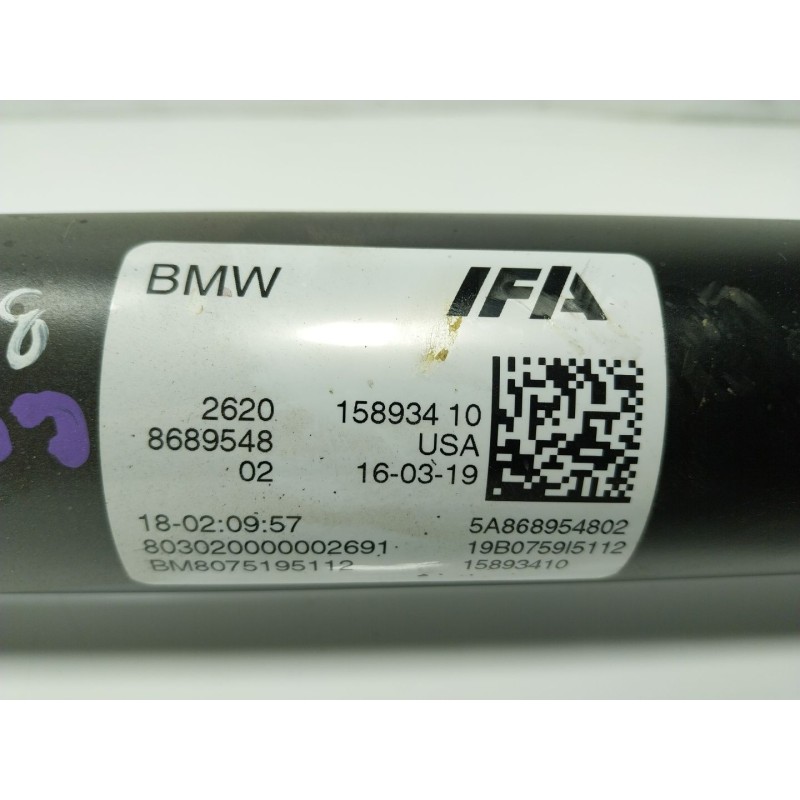 BMW IFA
2620 158934 10
8689548 USA
02 16-03-19
18-02:09:57 5A868954802
803020000002691 19B0759I5112
BM8075195112 15893410
8